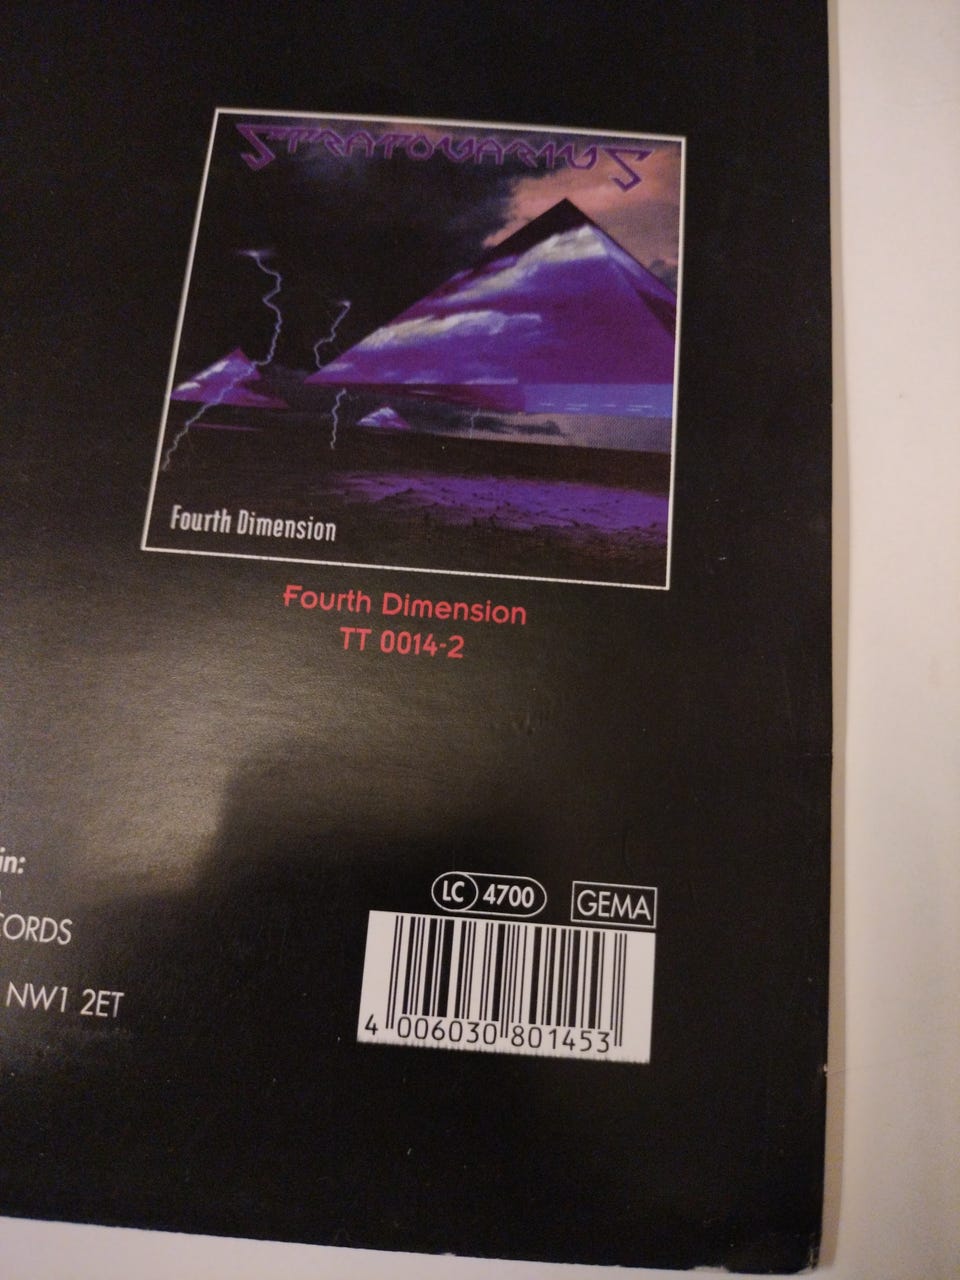 STRATOVARIUS
Fourth Dimension
Fourth Dimension
TT 0014-2
in:
CORDS
NW1 2ET
LC 4700 GEMA
4 006030 801453